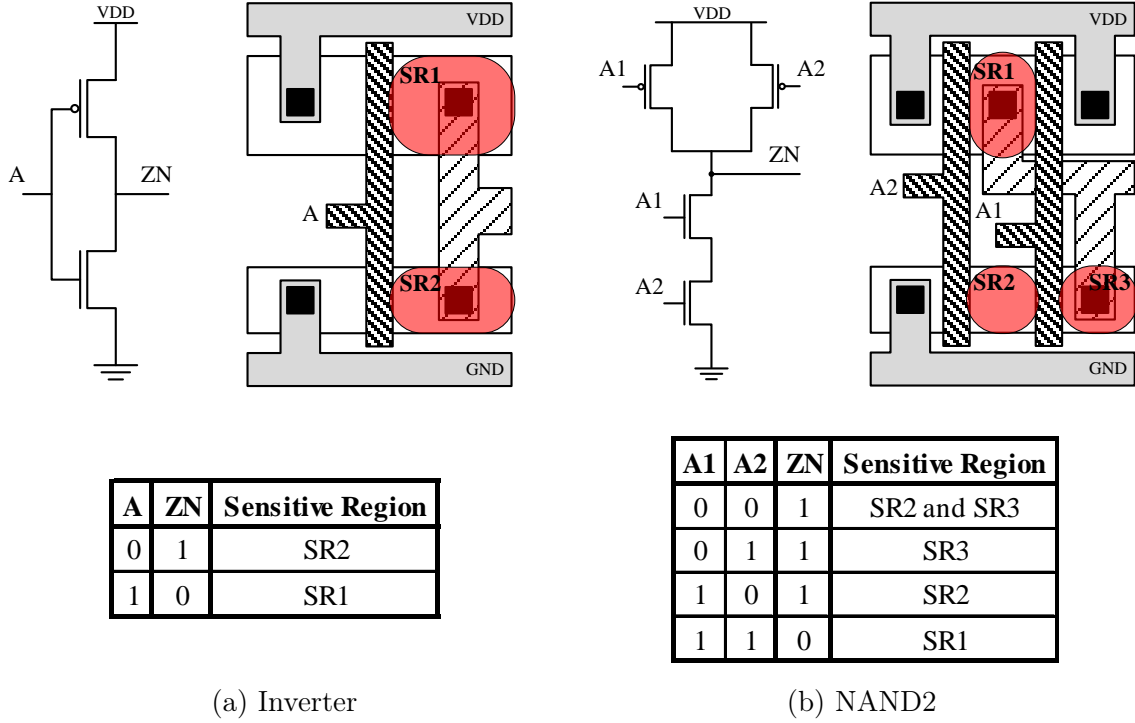 VDD
A
ZN
VDD
SR1
A
SR2
GND
VDD
A1
A2
ZN
A1
A2
VDD
SR1
A2
A1
SR2
SR3
GND
A ZN Sensitive Region
0 1 SR2
1 0 SR1
(a) Inverter
A1 A2 ZN Sensitive Region
0 0 1 SR2 and SR3
0 1 1 SR3
1 0 1 SR2
1 1 0 SR1
(b) NAND2